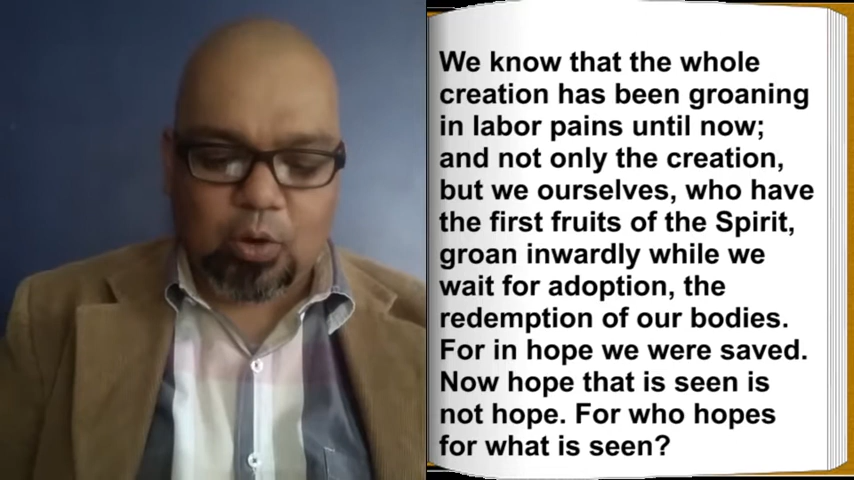 We know that the whole
creation has been groaning
in labor pains until now;
and not only the creation,
but we ourselves, who have
the first fruits of the Spirit,
groan inwardly while we
wait for adoption, the
redemption of our bodies.
For in hope we were saved.
Now hope that is seen is
not hope. For who hopes
for what is seen?